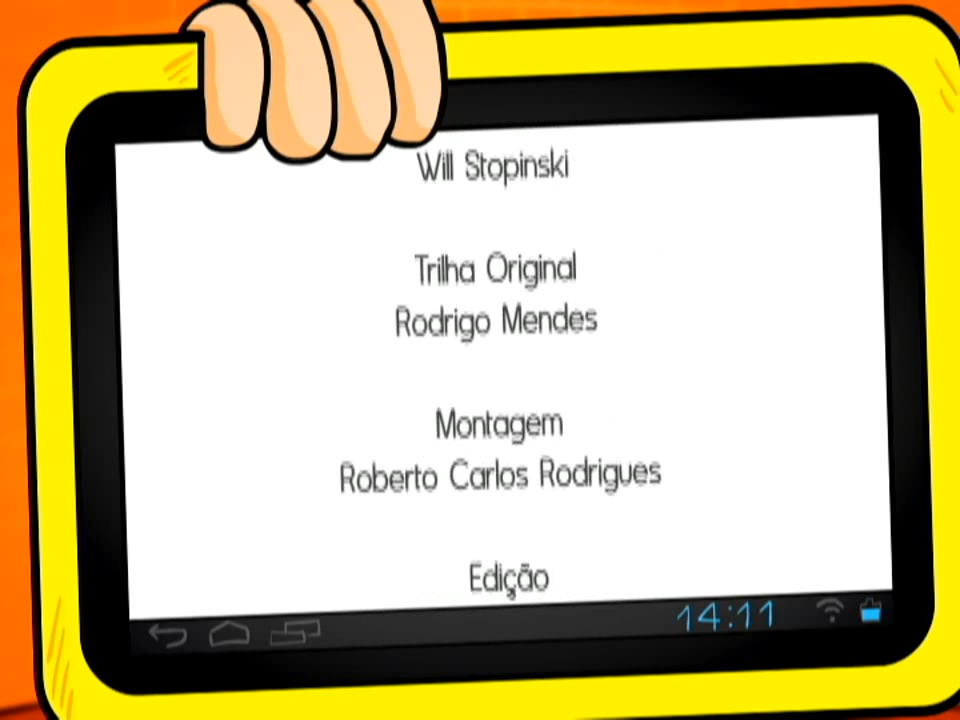 Will Stopinski
Trilha Original
Rodrigo Mendes
Montagem
Roberto Carlos Rodrigues
Edição
14:11